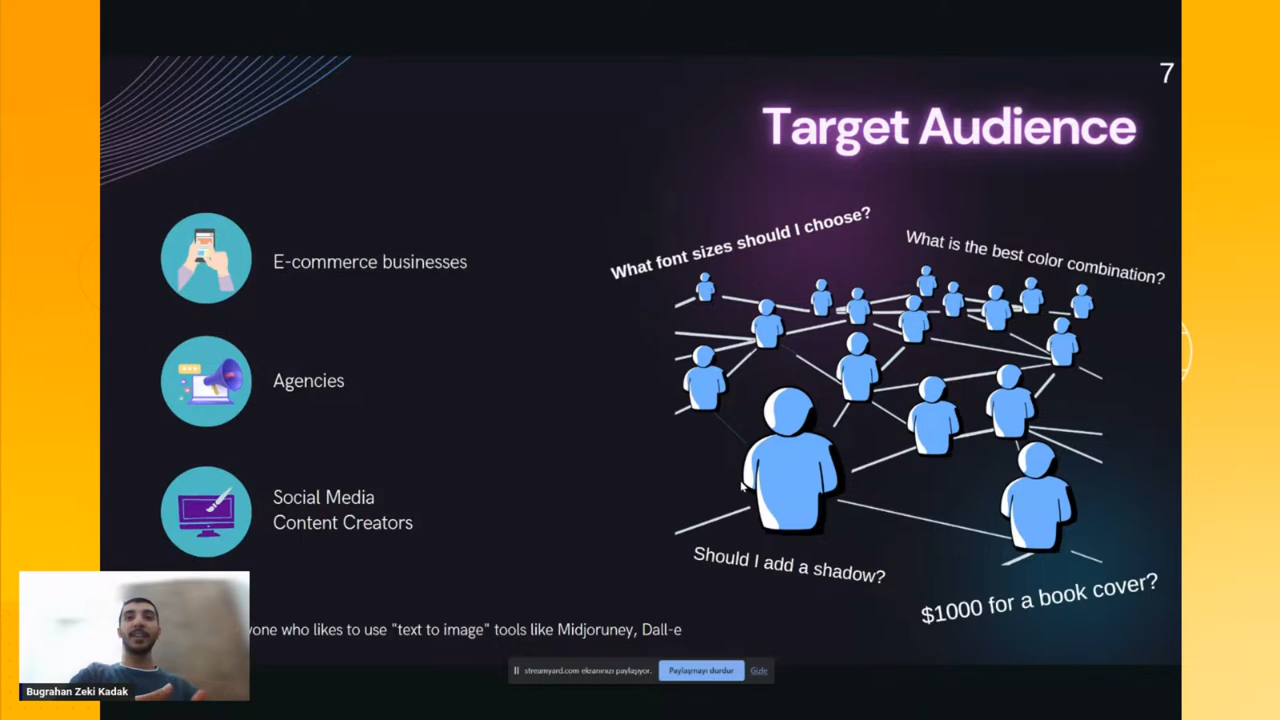 7
Target Audience
What font sizes should I choose?
What is the best color combination?
E-commerce businesses
Agencies
Social Media
Content Creators
Should I add a shadow?
$1000 for a book cover?
who likes to use "text to image" tools like Midjoruney, Dall-e
streamyard.com ekranınızı paylaşıyor.
Paylaşmayı durdur
Gizle
Bugrahan Zeki Kadak